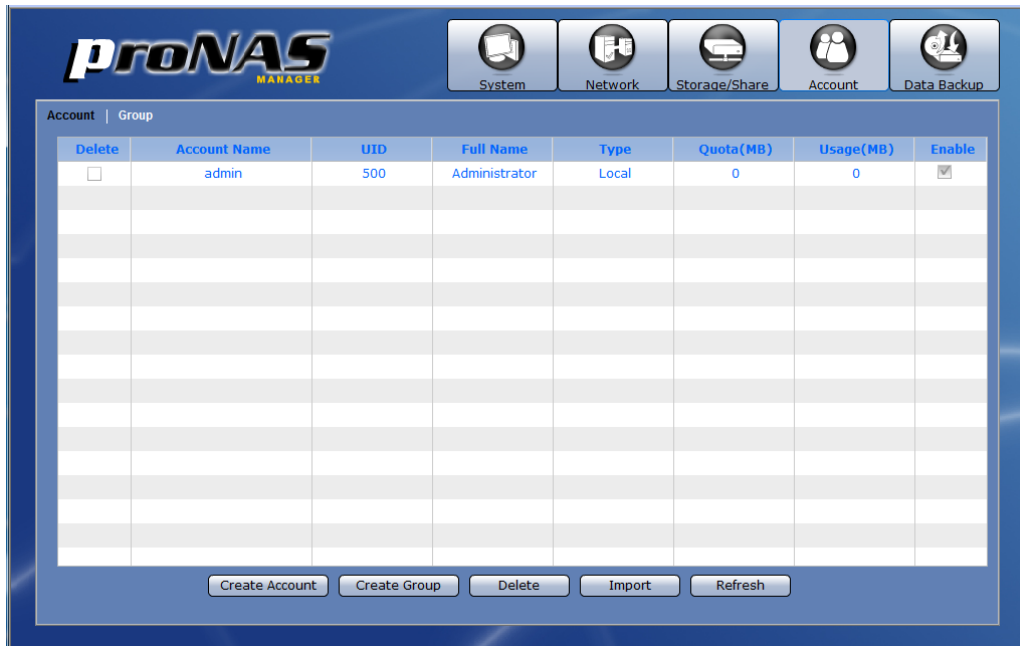 proNAS
MANAGER
System Network Storage/Share Account Data Backup
Account | Group
Delete Account Name UID Full Name Type Quota(MB) Usage(MB) Enable
admin 500 Administrator Local 0 0
Create Account Create Group Delete Import Refresh